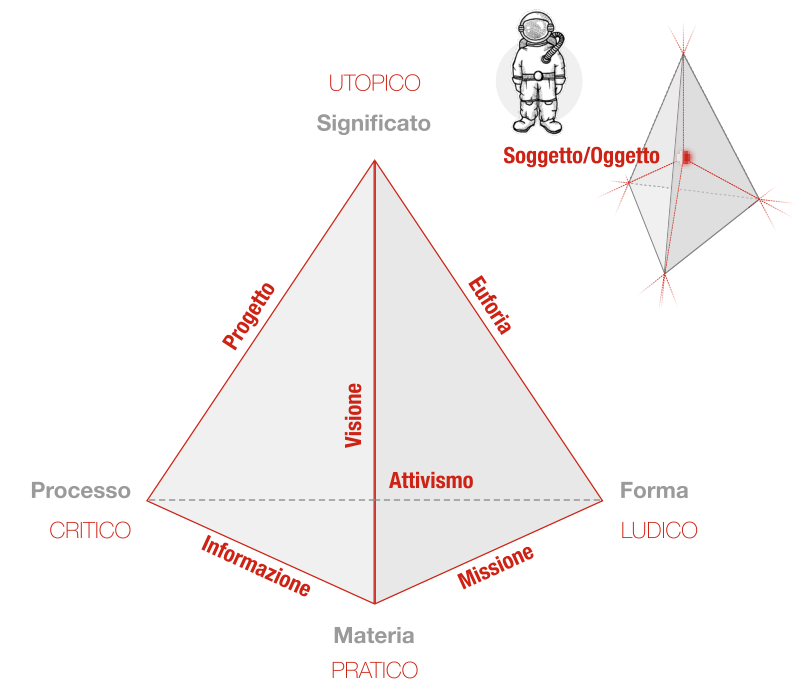 UTOPICO
Significato
Soggetto/Oggetto
Progetto
Euforia
Visione
Attivismo
Processo
CRITICO
Forma
LUDICO
Informazione
Missione
Materia
PRATICO